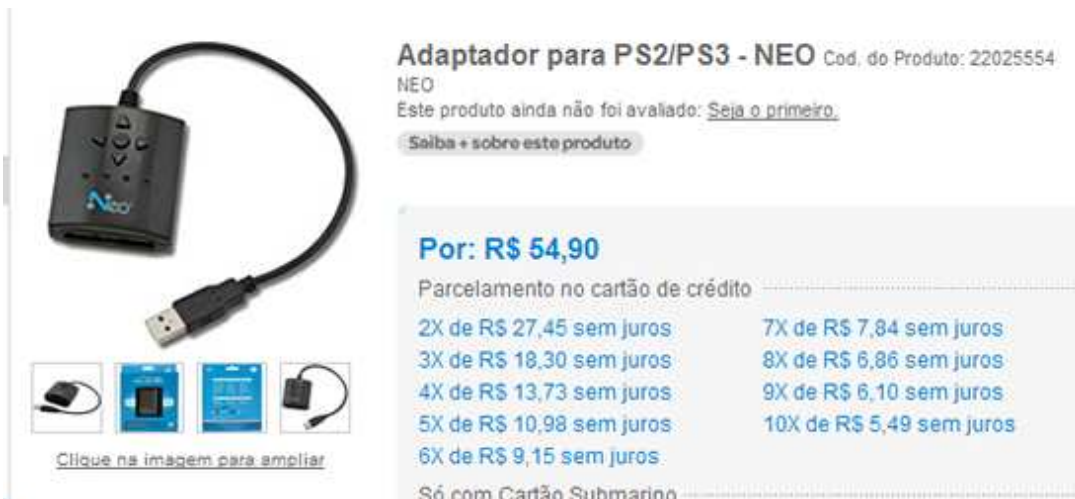 Adaptador para PS2/PS3 - NEO Cod. do Produto: 22025554
NEO
Este produto ainda não foi avaliado: Seja o primeiro.
Saiba + sobre este produto
Neo
Por: R$ 54,90
Parcelamento no cartão de crédito
2X de R$ 27,45 sem juros
3X de R$ 18,30 sem juros
4X de R$ 13,73 sem juros
5X de R$ 10,98 sem juros
6X de R$ 9,15 sem juros
7X de R$ 7,84 sem juros
8X de R$ 6,86 sem juros
9X de R$ 6,10 sem juros
10X de R$ 5,49 sem juros
Clique na imagem para ampliar
Só com Cartão Submarino